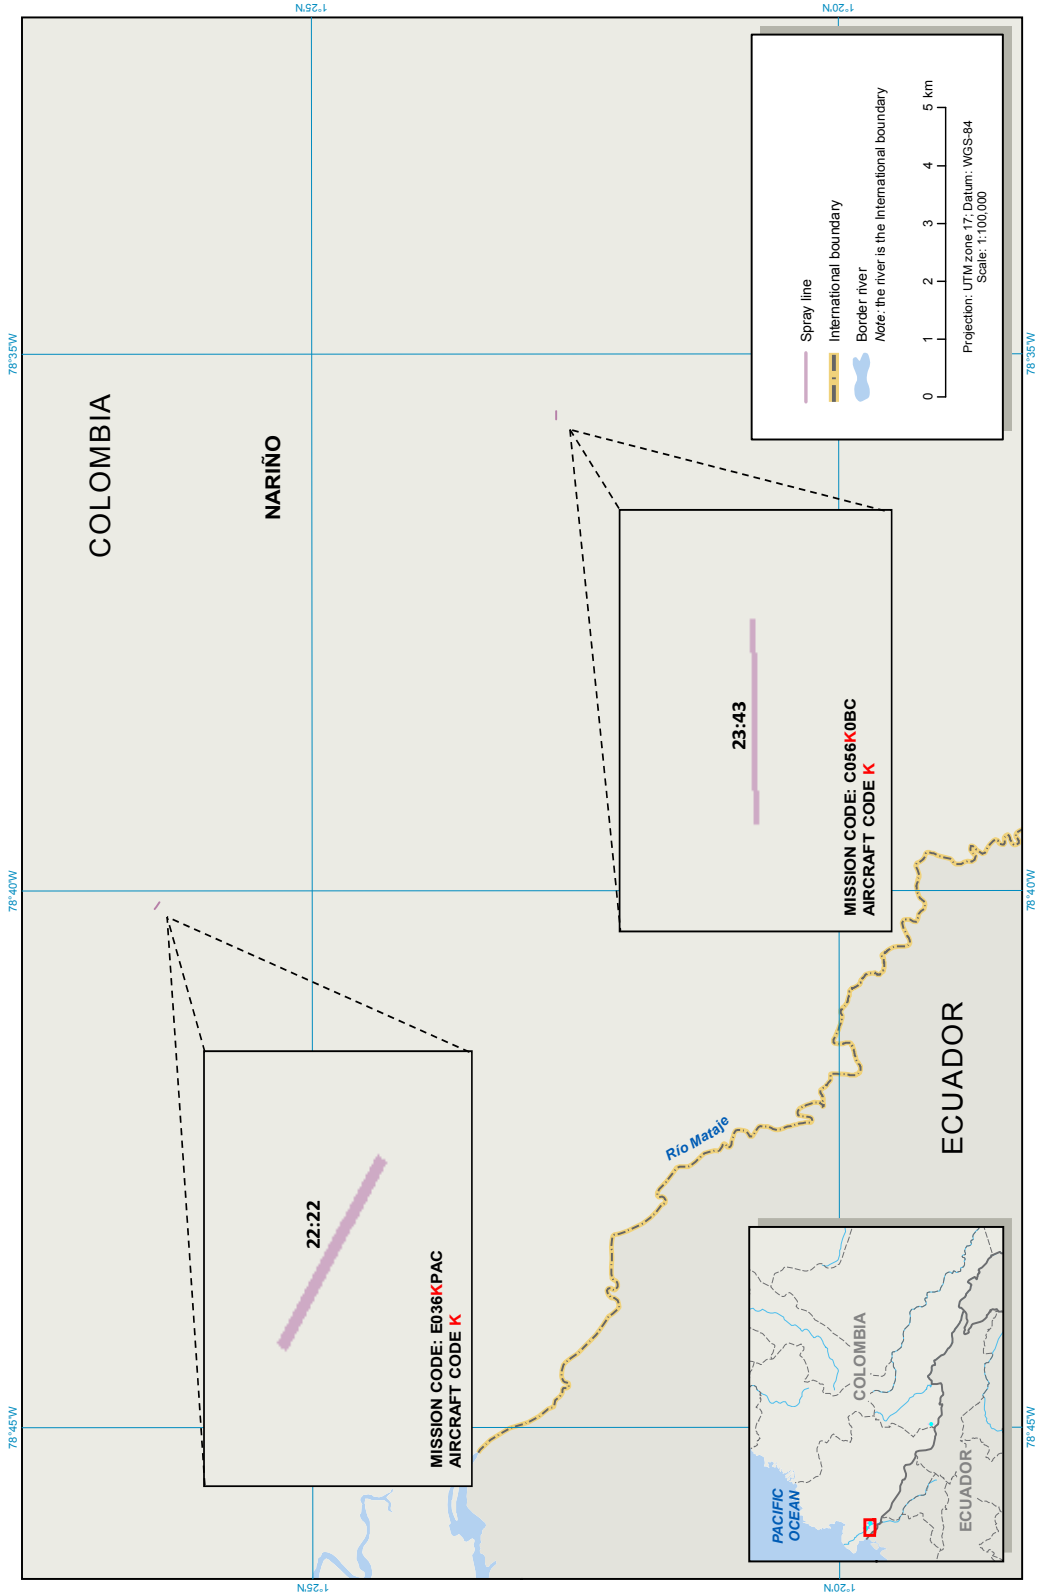 78°45'W
78°40'W
78°35'W
COLOMBIA
NARIÑO
1°25'N
1°25'N
22:22
MISSION CODE: E036KPAC
AIRCRAFT CODE K
23:43
MISSION CODE: C056K0BC
AIRCRAFT CODE K
Río Mataje
1°20'N
1°20'N
ECUADOR
PACIFIC
OCEAN
COLOMBIA
ECUADOR
Spray line
International boundary
Border river
Note: the river is the International boundary
0 1 2 3 4 5 km
Projection: UTM zone 17; Datum: WGS-84
Scale: 1:100,000
78°45'W
78°40'W
78°35'W